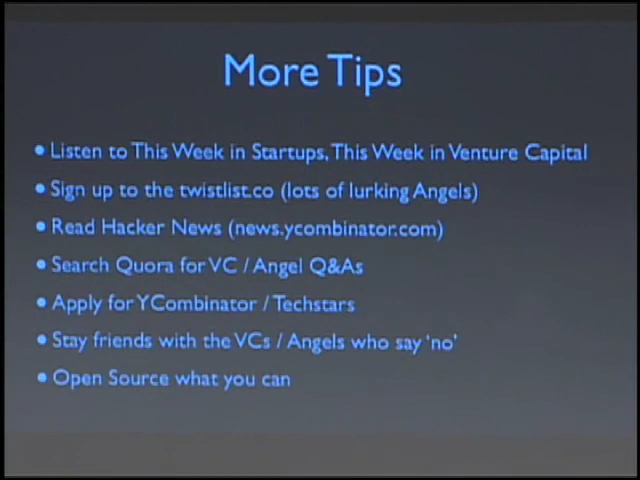 More Tips
• Listen to This Week in Startups, This Week in Venture Capital
• Sign up to the twistlist.co (lots of lurking Angels)
• Read Hacker News (news.ycombinator.com)
• Search Quora for VC / Angel Q&As
• Apply for YCombinator / Techstars
• Stay friends with the VCs / Angels who say ‘no’
• Open Source what you can